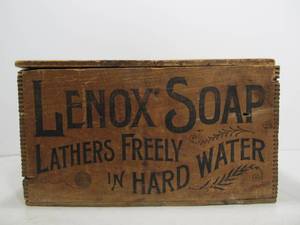 LENOX SOAP
LATHERS FREELY
IN HARD WATER